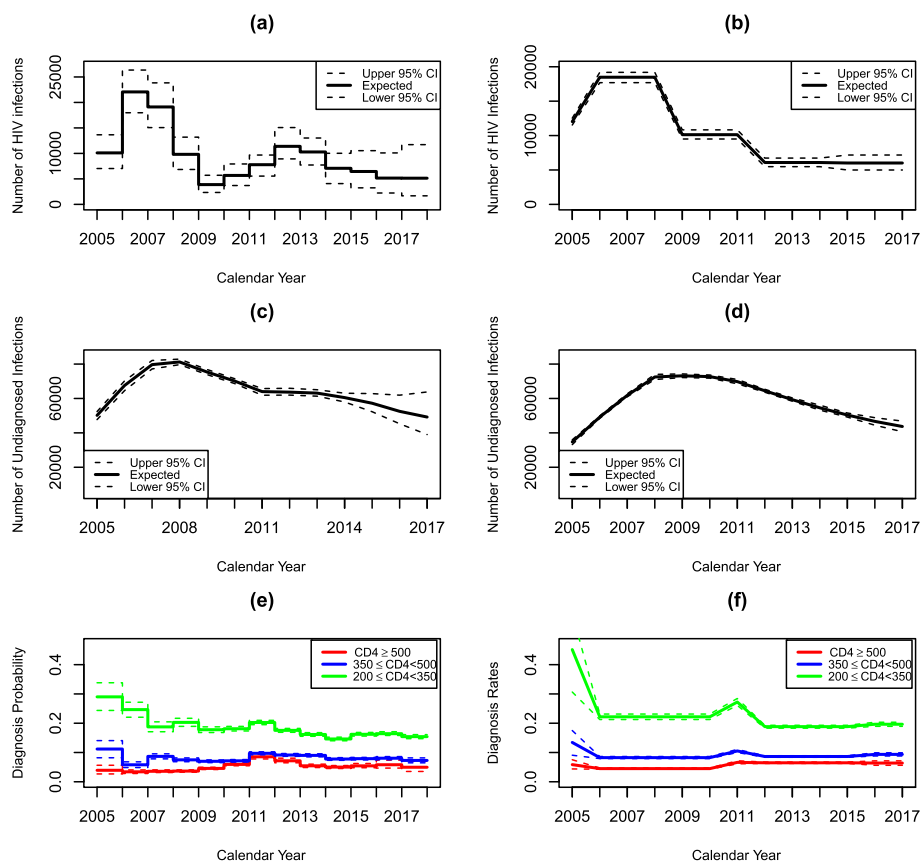 (a)
Number of HIV infections
0
10000
25000
Upper 95% CI
Expected
Lower 95% CI
2005
2007
2009
2011
2013
2015
2017
Calendar Year
(b)
Number of HIV infections
0
10000
20000
Upper 95% CI
Expected
Lower 95% CI
2005
2007
2009
2011
2013
2015
2017
Calendar Year
(c)
Number of Undiagnosed Infections
20000
60000
Upper 95% CI
Expected
Lower 95% CI
2005
2008
2011
2014
2017
Calendar Year
(d)
Number of Undiagnosed Infections
20000
60000
Upper 95% CI
Expected
Lower 95% CI
2005
2007
2009
2011
2013
2015
2017
Calendar Year
(e)
Diagnosis Probability
0.0
0.2
0.4
CD4 ≥ 500
350 ≤ CD4<500
200 ≤ CD4<350
2005
2007
2009
2011
2013
2015
2017
Calendar Year
(f)
Diagnosis Rates
0.0
0.2
0.4
CD4 ≥ 500
350 ≤ CD4<500
200 ≤ CD4<350
2005
2007
2009
2011
2013
2015
2017
Calendar Year